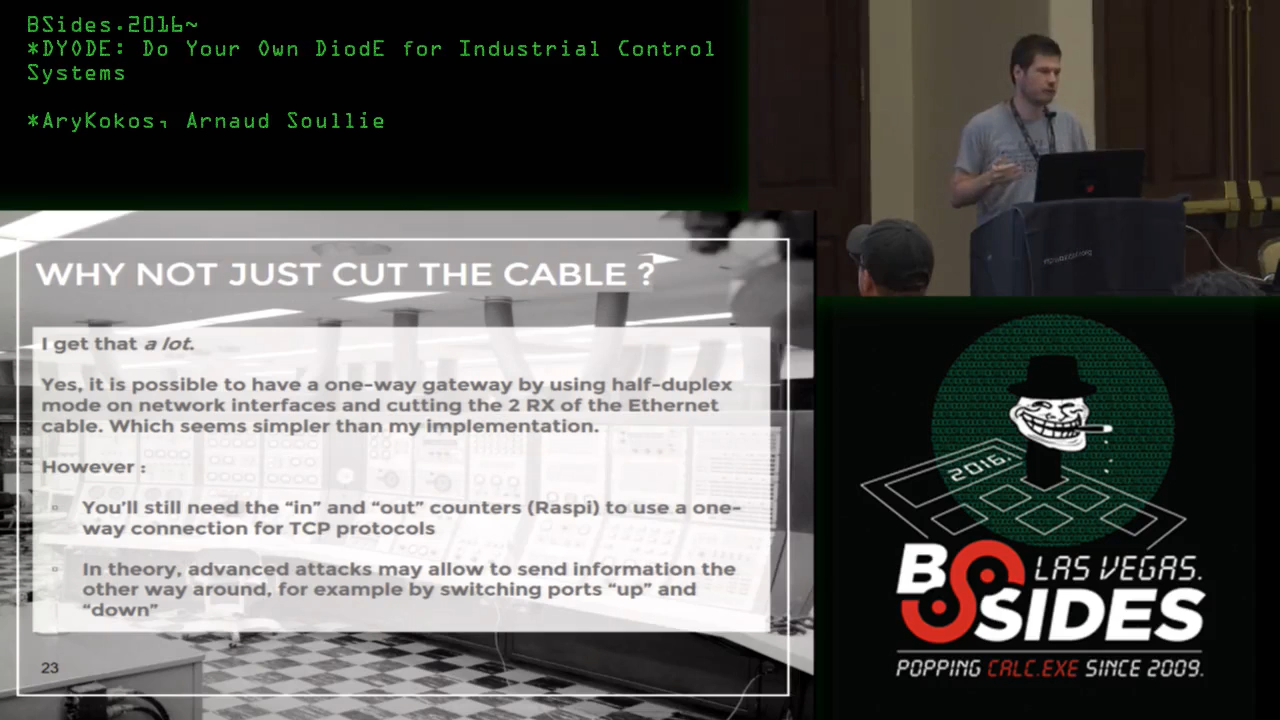 BSides.2016~
*DYODE: Do Your Own DiodE for Industrial Control
Systems
*AryKokos, Arnaud Soullie
WHY NOT JUST CUT THE CABLE ?
I get that a lot.
Yes, it is possible to have a one-way gateway by using half-duplex
mode on network interfaces and cutting the 2 RX of the Ethernet
cable. Which seems simpler than my implementation.
However :
You'll still need the “in” and “out” counters (Raspi) to use a one-
way connection for TCP protocols
In theory, advanced attacks may allow to send information the
other way around, for example by switching ports “up” and
“down”
23
2016.
BSIDES
LAS VEGAS.
POPPING CALC.EXE SINCE 2009.